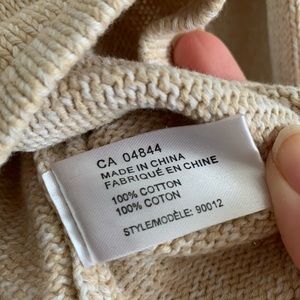 CA 04844
MADE IN CHINA
FABRIQUÉ EN CHINE
100% COTTON
100% COTON
STYLE/MODÈLE: 90012